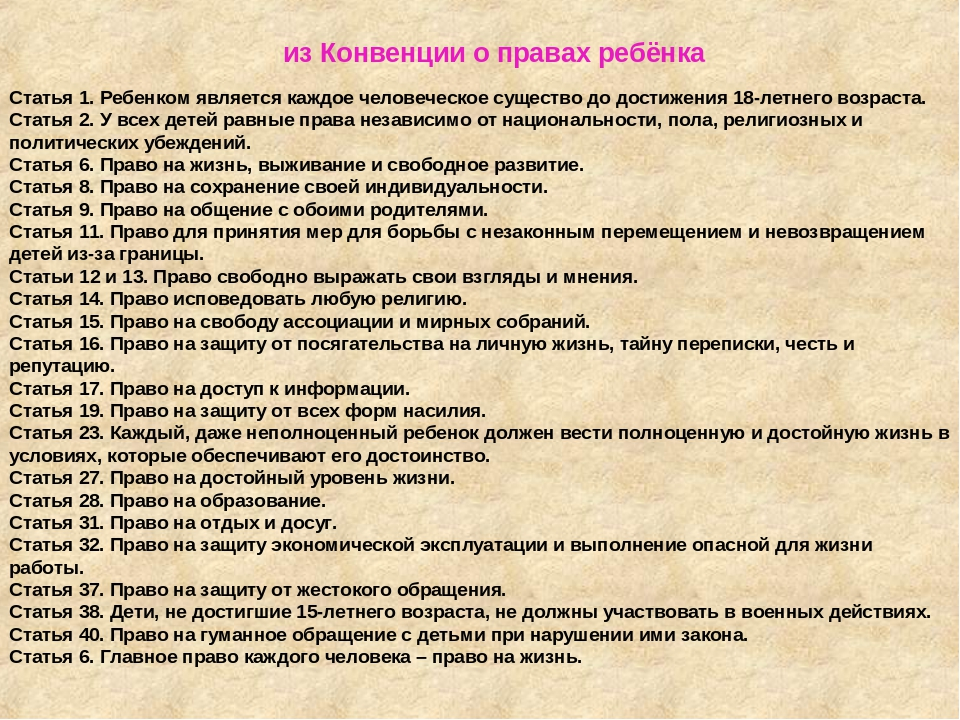 из Конвенции о правах ребёнка
Статья 1. Ребенком является каждое человеческое существо до достижения 18-летнего возраста.
Статья 2. У всех детей равные права независимо от национальности, пола, религиозных и
политических убеждений.
Статья 6. Право на жизнь, выживание и свободное развитие.
Статья 8. Право на сохранение своей индивидуальности.
Статья 9. Право на общение с обоими родителями.
Статья 11. Право для принятия мер для борьбы с незаконным перемещением и невозвращением
детей из-за границы.
Статьи 12 и 13. Право свободно выражать свои взгляды и мнения.
Статья 14. Право исповедовать любую религию.
Статья 15. Право на свободу ассоциации и мирных собраний.
Статья 16. Право на защиту от посягательства на личную жизнь, тайну переписки, честь и
репутацию.
Статья 17. Право на доступ к информации.
Статья 19. Право на защиту от всех форм насилия.
Статья 23. Каждый, даже неполноценный ребенок должен вести полноценную и достойную жизнь в
условиях, которые обеспечивают его достоинство.
Статья 27. Право на достойный уровень жизни.
Статья 28. Право на образование.
Статья 31. Право на отдых и досуг.
Статья 32. Право на защиту экономической эксплуатации и выполнение опасной для жизни
работы.
Статья 37. Право на защиту от жестокого обращения.
Статья 38. Дети, не достигшие 15-летнего возраста, не должны участвовать в военных действиях.
Статья 40. Право на гуманное обращение с детьми при нарушении ими закона.
Статья 6. Главное право каждого человека – право на жизнь.